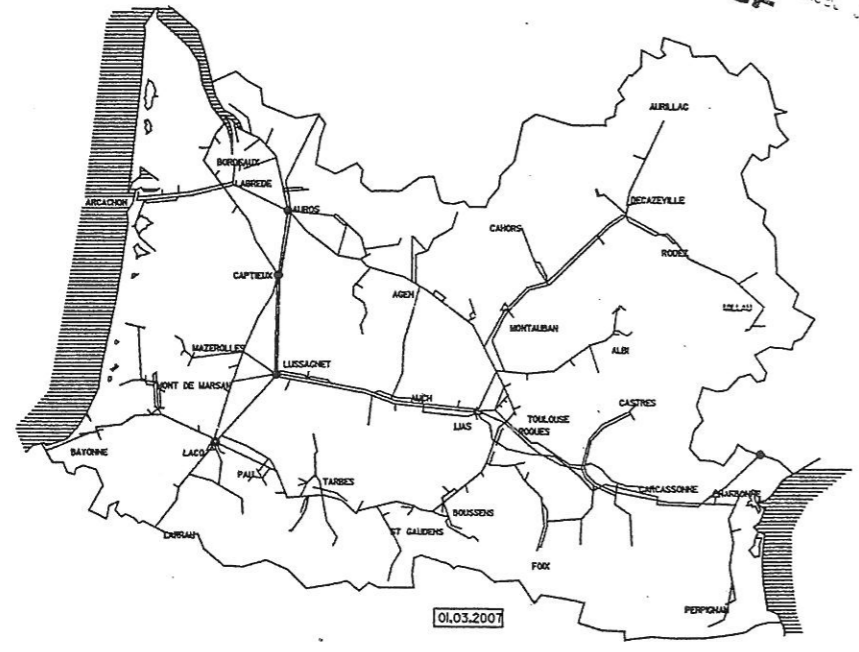 AURILLAC
BORDEAUX
LABREDE
ARCACHON
AUROS
DECAZEVILLE
CAHORS
RODEZ
CAPTIEUX
AGEN
MILLAU
MONTAUBAN
MAZEROLLES
ALBI
LUSSAGNET
MONT DE MARSAN
AUCH
CASTRES
LIAS
TOULOUSE
ROQUES
BAYONNE
LACQ
PAU
TARBES
CARCASSONNE
NARBONNE
BOUSSENS
LARRAU
ST GAUDENS
FOIX
PERPIGNAN
01.03.2007